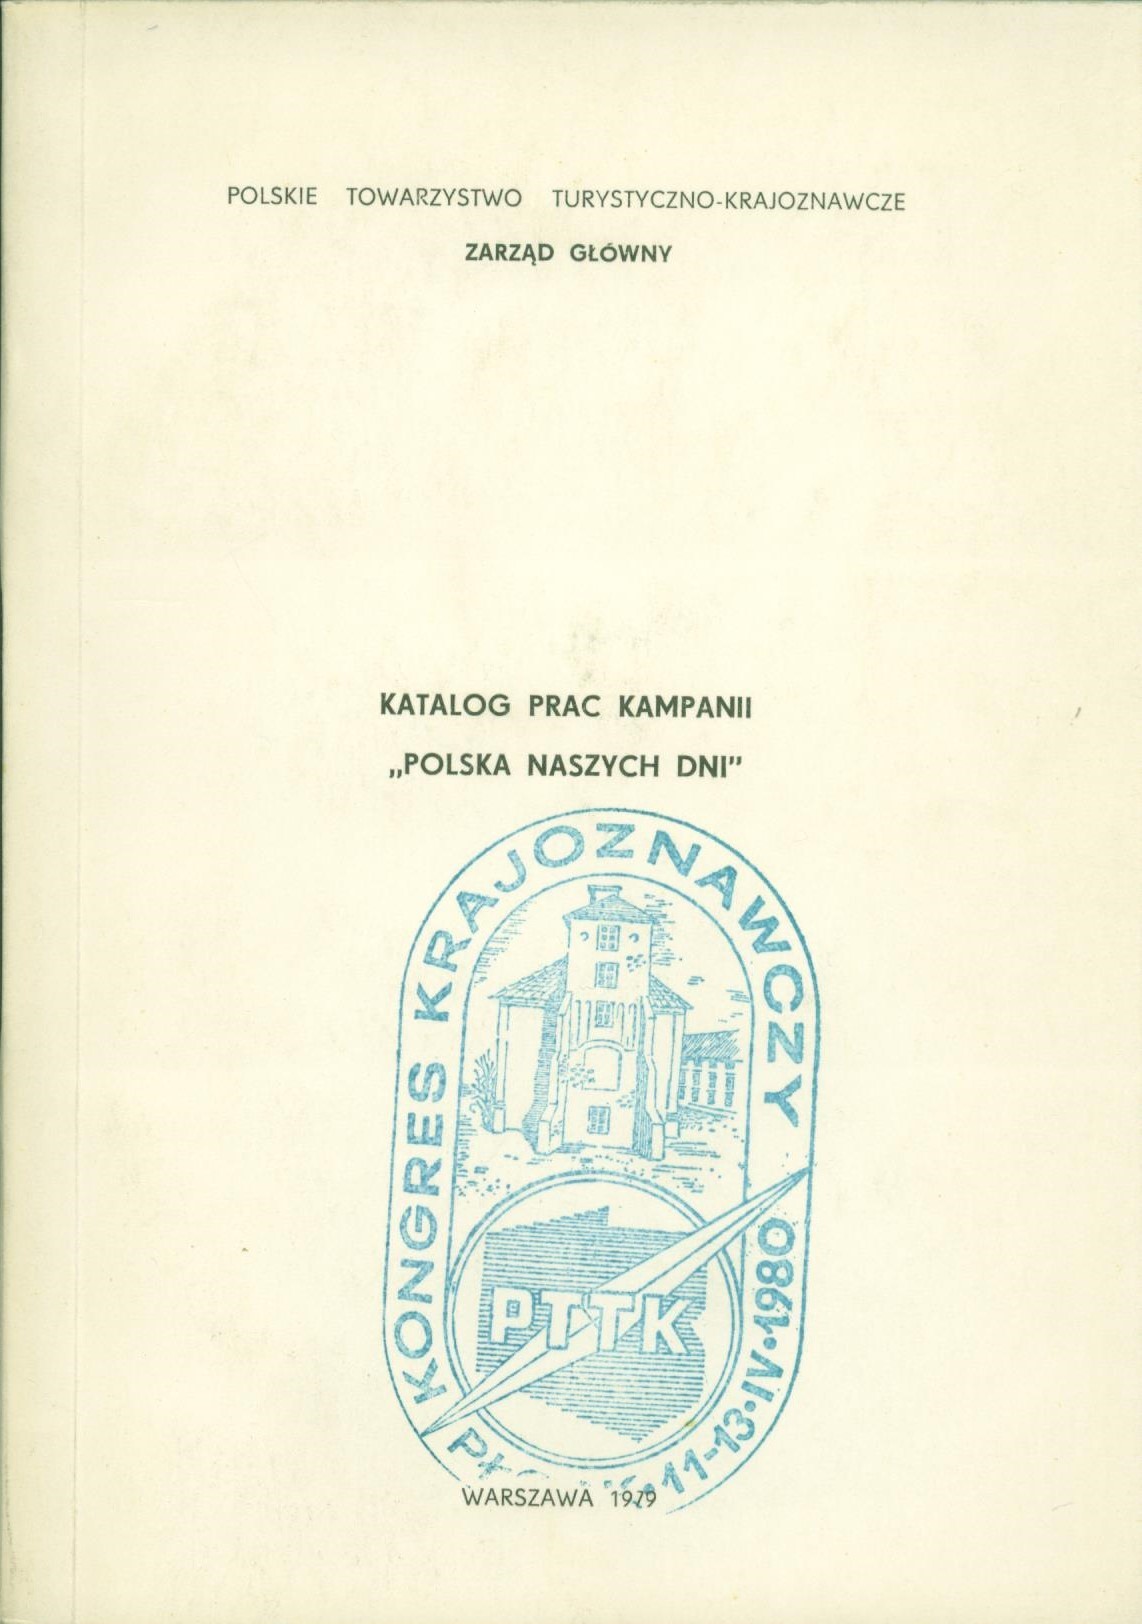 POLSKIE TOWARZYSTWO TURYSTYCZNO-KRAJOZNAWCZE
ZARZĄD GŁÓWNY
KATALOG PRAC KAMPANII
„POLSKA NASZYCH DNI”
KONGRES KRAJOZNAWCZY
PTTK
11-13•IV•1980
WARSZAWA 1979